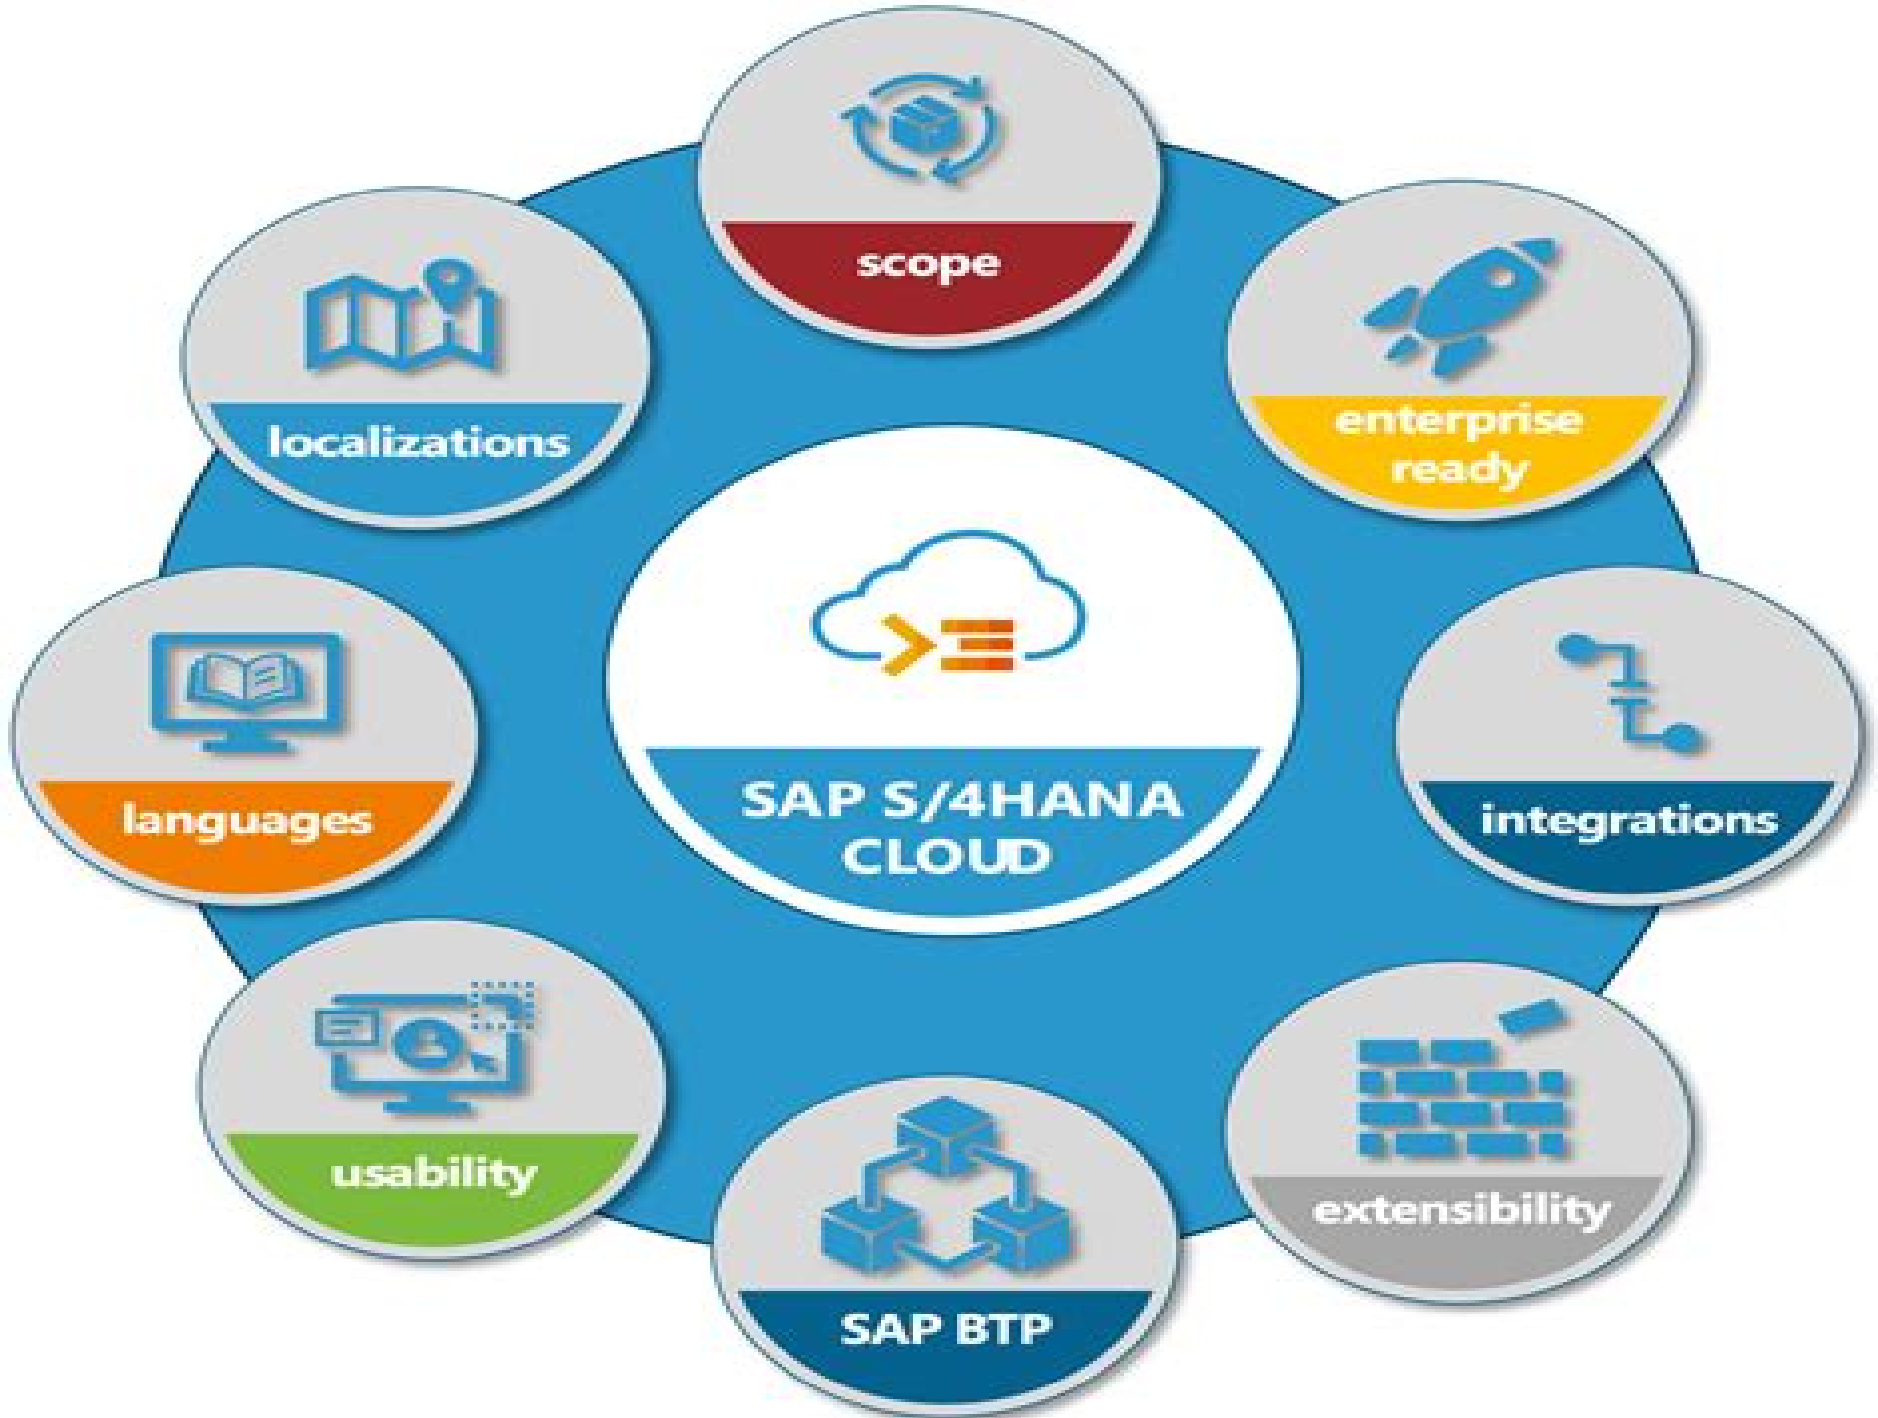 scope
enterprise
ready
integrations
extensibility
SAP BTP
usability
languages
localizations
SAP S/4HANA
CLOUD